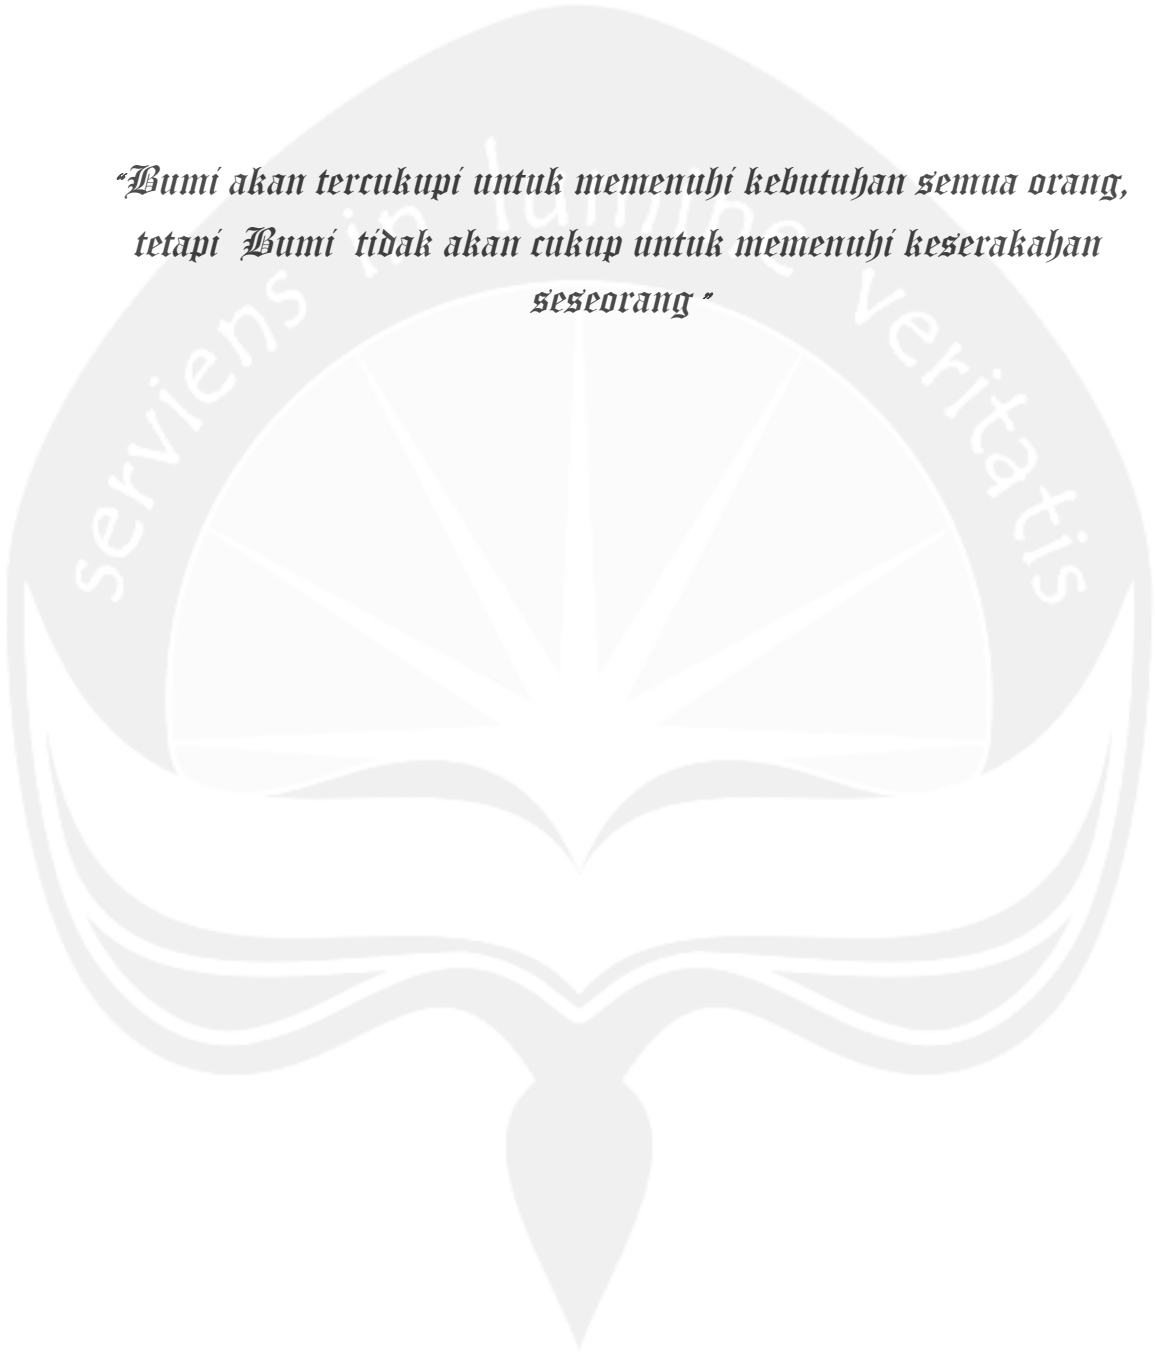 “Bumi akan tercukupi untuk memenuhi kebutuhan semua orang,
tetapi Bumi tidak akan cukup untuk memenuhi keserakahan
seseorang ”
serviens in lumine veritatis